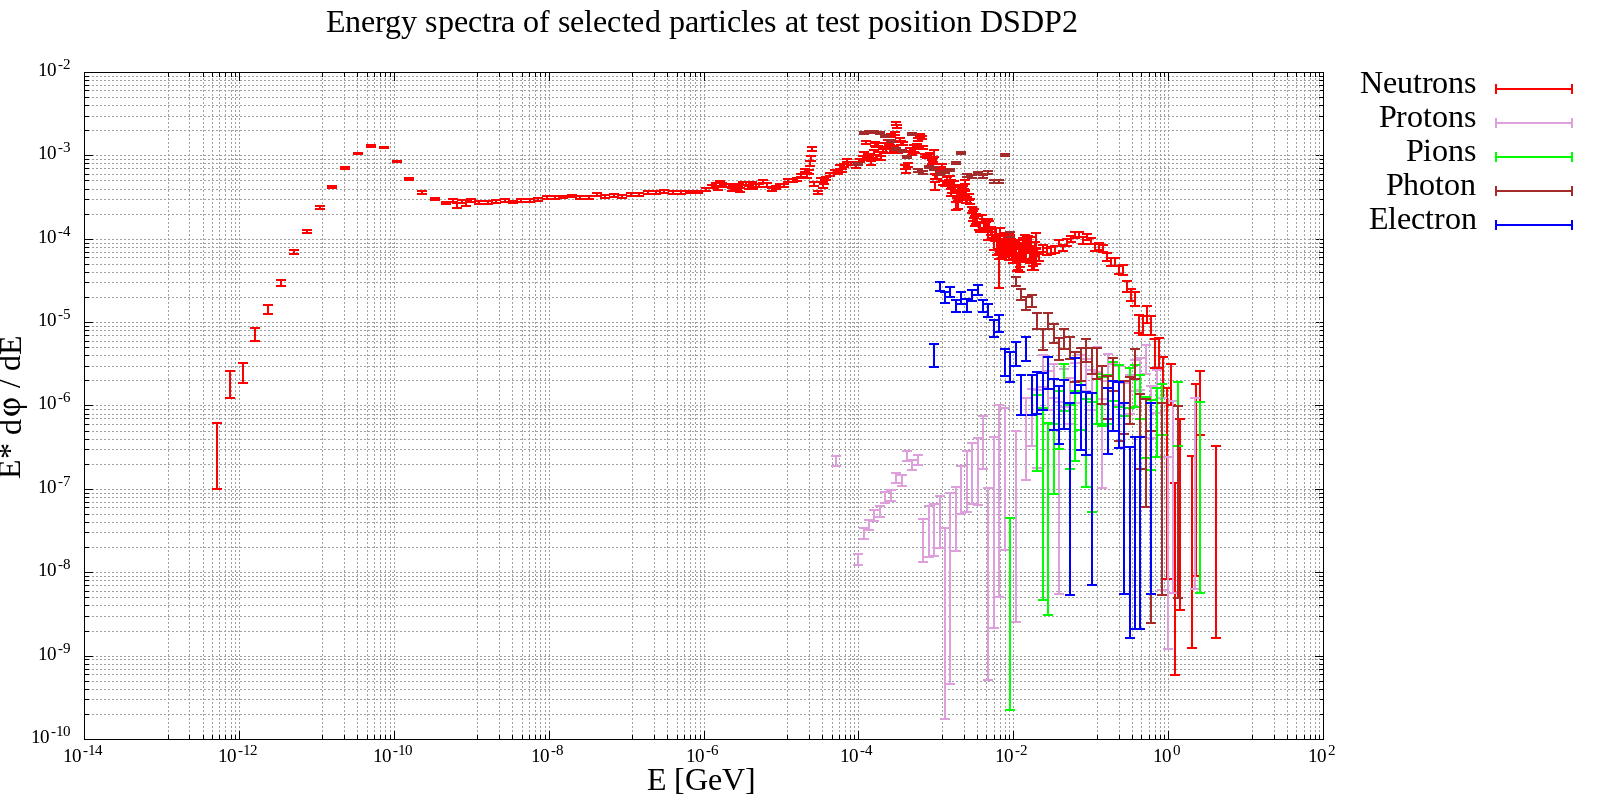 Energy spectra of selected particles at test position DSDP2
10^-2
10^-3
10^-4
10^-5
10^-6
10^-7
10^-8
10^-9
10^-10
E* dφ / dE
10^-14
10^-12
10^-10
10^-8
10^-6
10^-4
10^-2
10^0
10^2
E [GeV]
Neutrons
Protons
Pions
Photon
Electron